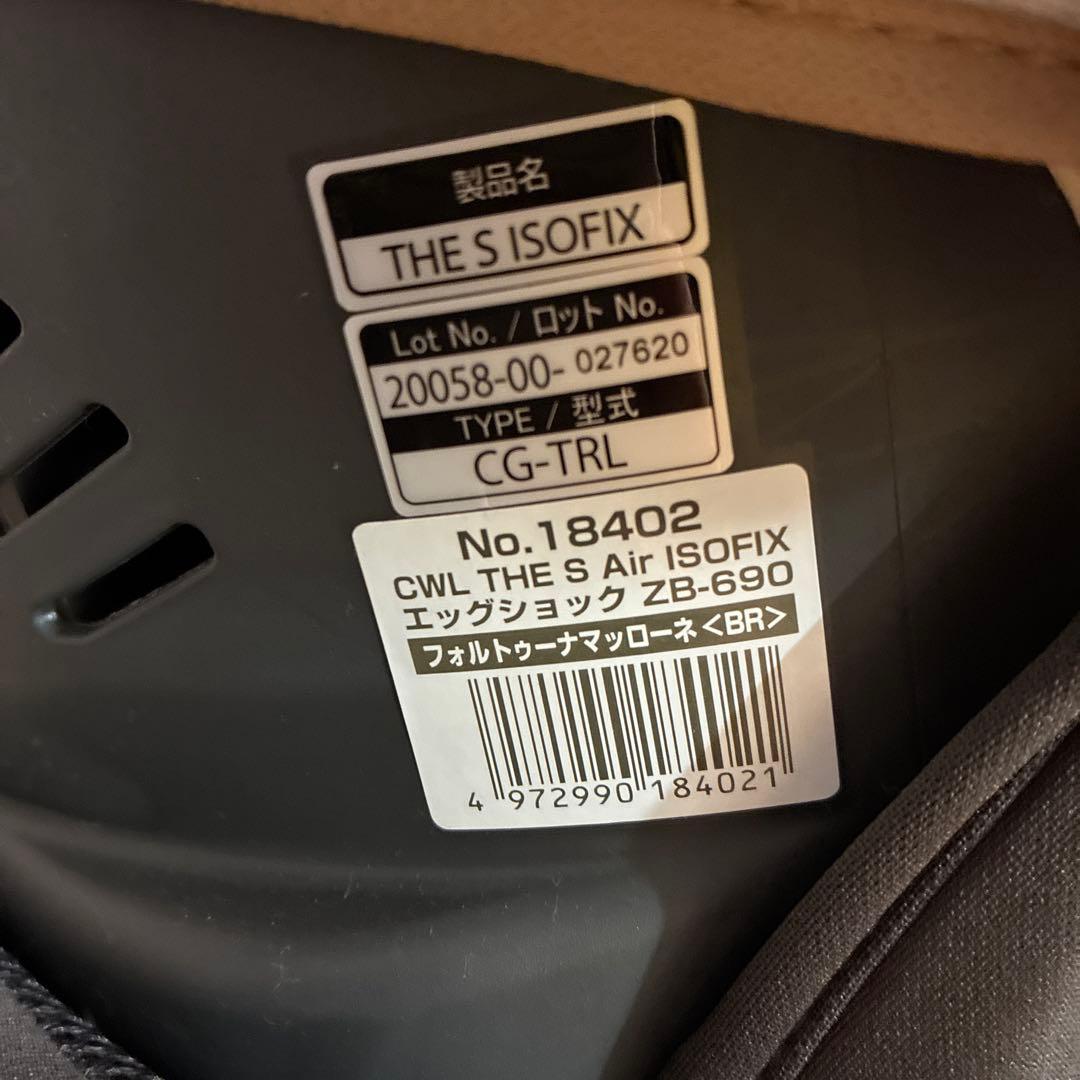 製品名
THE S ISOFIX
Lot No. / ロット No.
20058-00- 027620
TYPE / 型式
CG-TRL
No.18402
CWL THE S Air ISOFIX
エッグショック ZB-690
フォルトゥーナマッローネ<BR>
4 972990 184021